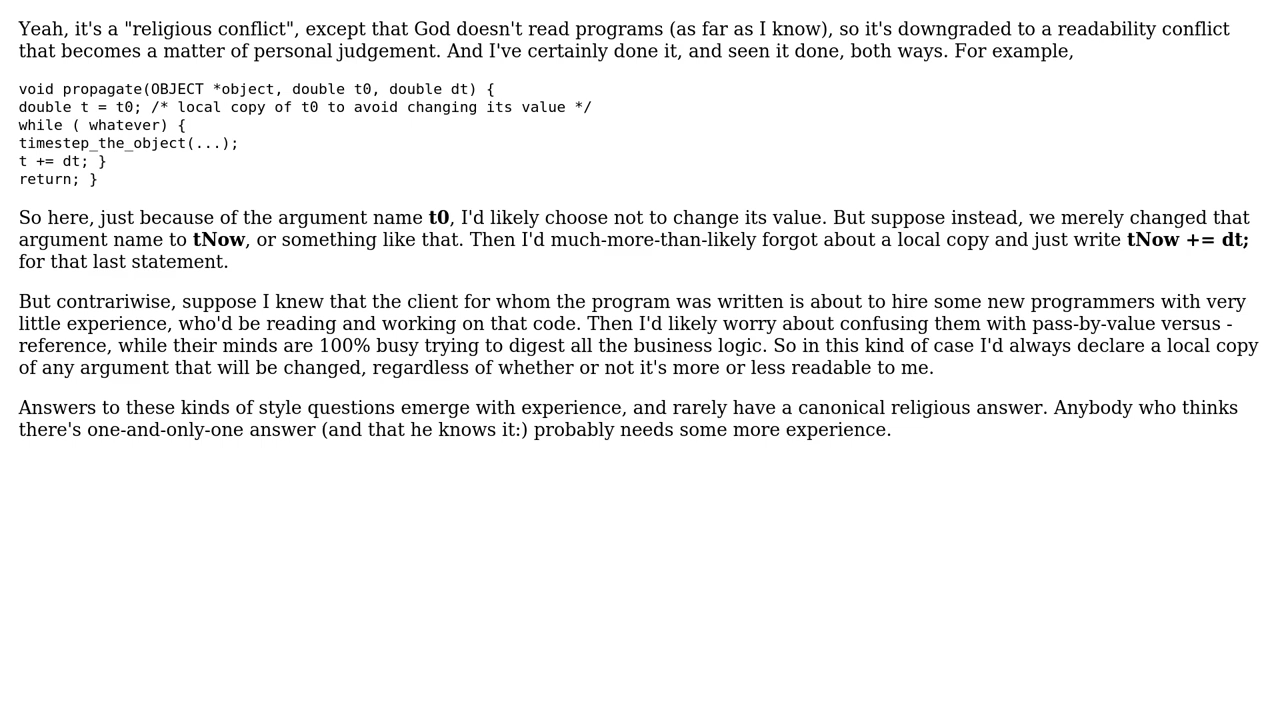 Yeah, it's a "religious conflict", except that God doesn't read programs (as far as I know), so it's downgraded to a readability conflict
that becomes a matter of personal judgement. And I've certainly done it, and seen it done, both ways. For example,
void propagate(OBJECT *object, double t0, double dt) {
double t = t0; /* local copy of t0 to avoid changing its value */
while ( whatever) {
timestep_the_object(...);
t += dt; }
return; }
So here, just because of the argument name t0, I'd likely choose not to change its value. But suppose instead, we merely changed that
argument name to tNow, or something like that. Then I'd much-more-than-likely forgot about a local copy and just write tNow += dt;
for that last statement.
But contrariwise, suppose I knew that the client for whom the program was written is about to hire some new programmers with very
little experience, who'd be reading and working on that code. Then I'd likely worry about confusing them with pass-by-value versus -
reference, while their minds are 100% busy trying to digest all the business logic. So in this kind of case I'd always declare a local copy
of any argument that will be changed, regardless of whether or not it's more or less readable to me.
Answers to these kinds of style questions emerge with experience, and rarely have a canonical religious answer. Anybody who thinks
there's one-and-only-one answer (and that he knows it:) probably needs some more experience.